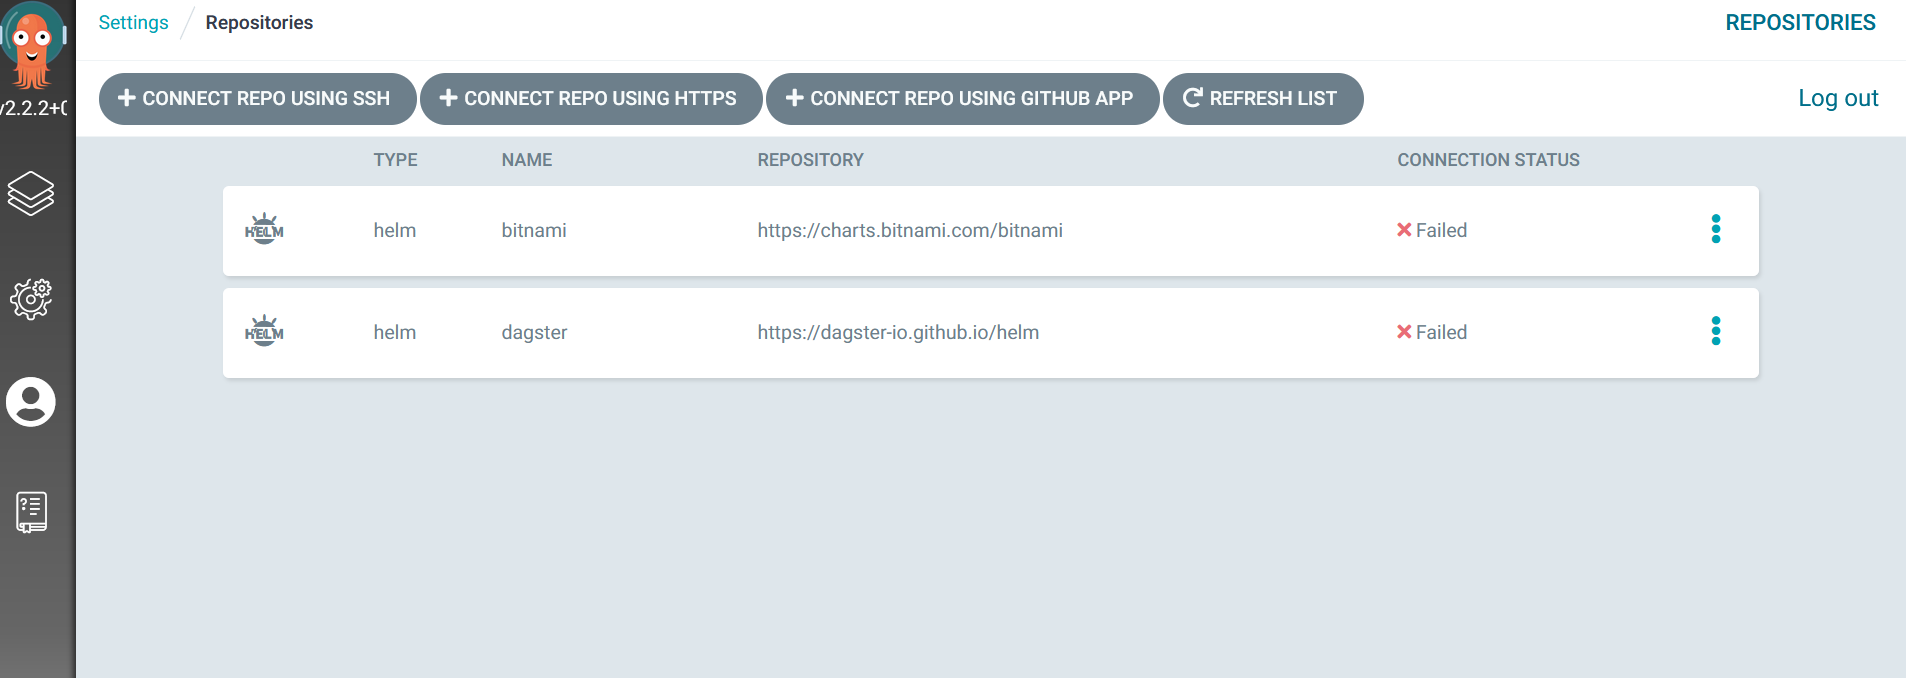 Settings / Repositories
REPOSITORIES
CONNECT REPO USING SSH
CONNECT REPO USING HTTPS
CONNECT REPO USING GITHUB APP
REFRESH LIST
Log out
v2.2.2+0
TYPE NAME REPOSITORY CONNECTION STATUS
HELM helm bitnami https://charts.bitnami.com/bitnami Failed
HELM helm dagster https://dagster-io.github.io/helm Failed